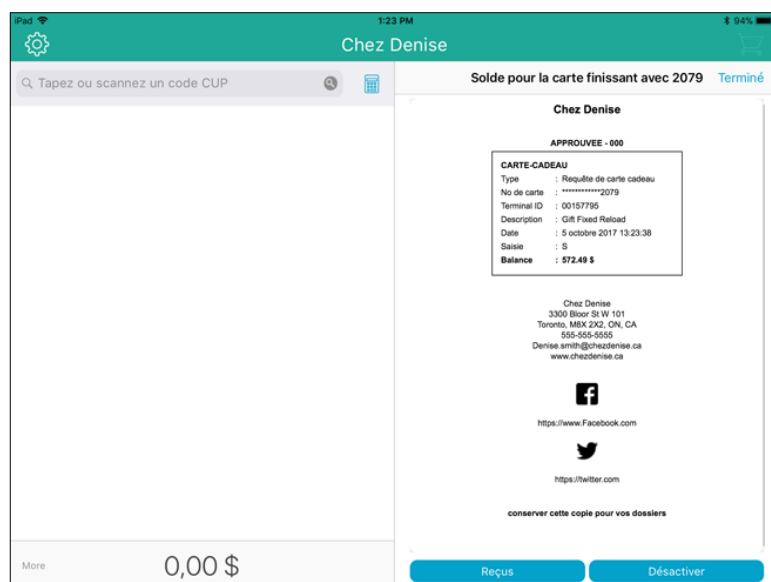 iPad 1:23 PM 94%
Chez Denise
Tapez ou scannez un code CUP
Solde pour la carte finissant avec 2079 Terminé
Chez Denise
APPROUVEE - 000
CARTE-CADEAU
Type : Requête de carte cadeau
No de carte : ************2079
Terminal ID : 00157795
Description : Gift Fixed Reload
Date : 5 octobre 2017 13:23:38
Saisie : S
Balance : 572.49 $
Chez Denise
3300 Bloor St W 101
Toronto, M8X 2X2, ON, CA
555-555-5555
Denise.smith@chezdenise.ca
www.chezdenise.ca
https://www.Facebook.com
https://twitter.com
conserver cette copie pour vos dossiers
More 0,00 $
Reçus Désactiver